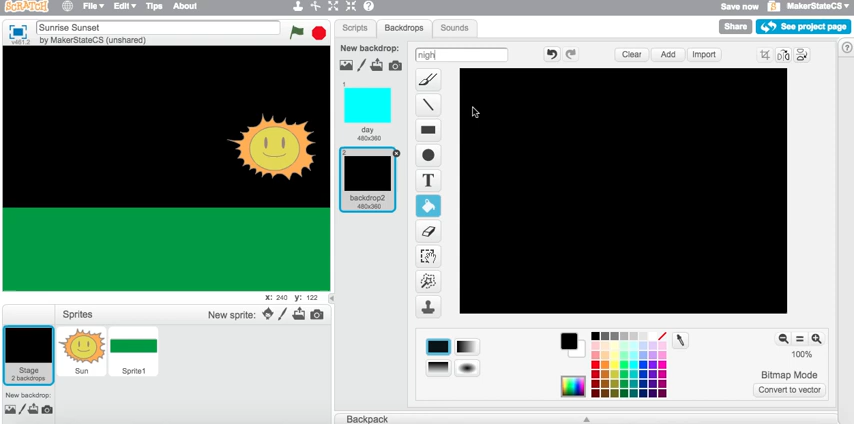 SCRATCH File Edit Tips About Save now MakerStateCS
v461.2 Sunrise Sunset
by MakerStateCS (unshared)
Share See project page
Scripts Backdrops Sounds
New backdrop:
nigh Clear Add Import
1
day
480x360
2
backdrop2
480x360
T
X: 240 y: 122
Sprites New sprite:
Stage
2 backdrops
Sun
Sprite1
New backdrop:
100%
Bitmap Mode
Convert to vector
Backpack